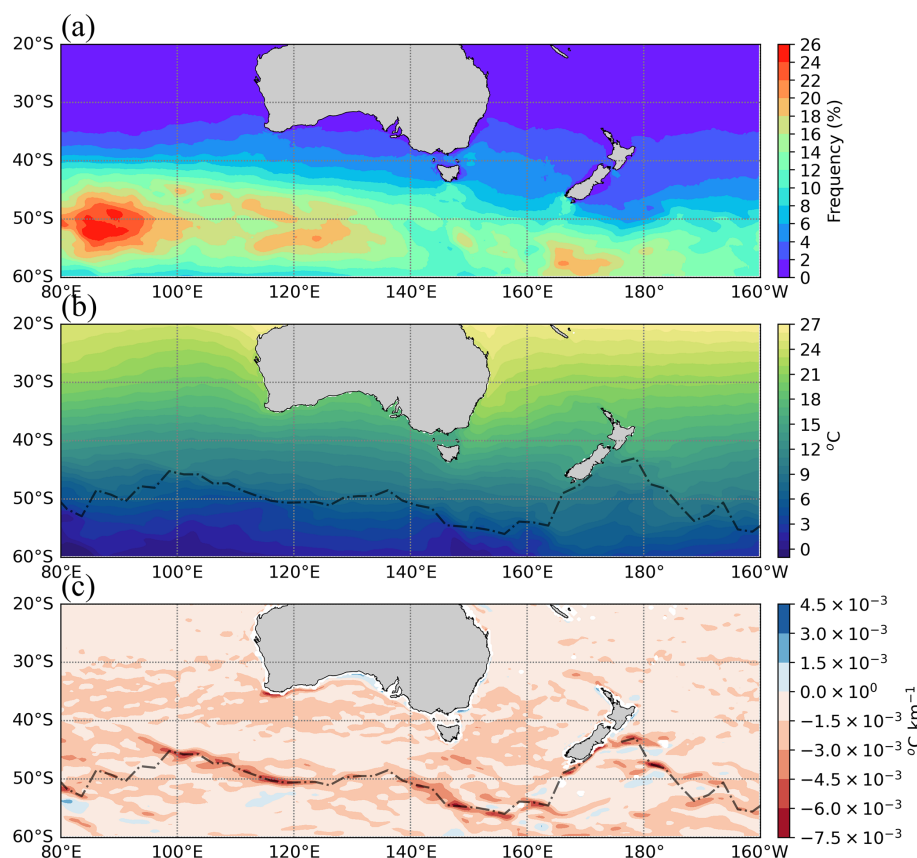 (a)
20°S
30°S
40°S
50°S
60°S
80°E
100°E
120°E
140°E
160°E
180°
160°W
26
24
22
20
18
16
14
12
10
8
6
4
2
0
Frequency (%)
(b)
20°S
30°S
40°S
50°S
60°S
80°E
100°E
120°E
140°E
160°E
180°
160°W
27
24
21
18
15
12
9
6
3
0
°C
(c)
20°S
30°S
40°S
50°S
60°S
80°E
100°E
120°E
140°E
160°E
180°
160°W
4.5 × 10⁻³
3.0 × 10⁻³
1.5 × 10⁻³
0.0 × 10⁰
−1.5 × 10⁻³
−3.0 × 10⁻³
−4.5 × 10⁻³
−6.0 × 10⁻³
−7.5 × 10⁻³
°C km⁻¹